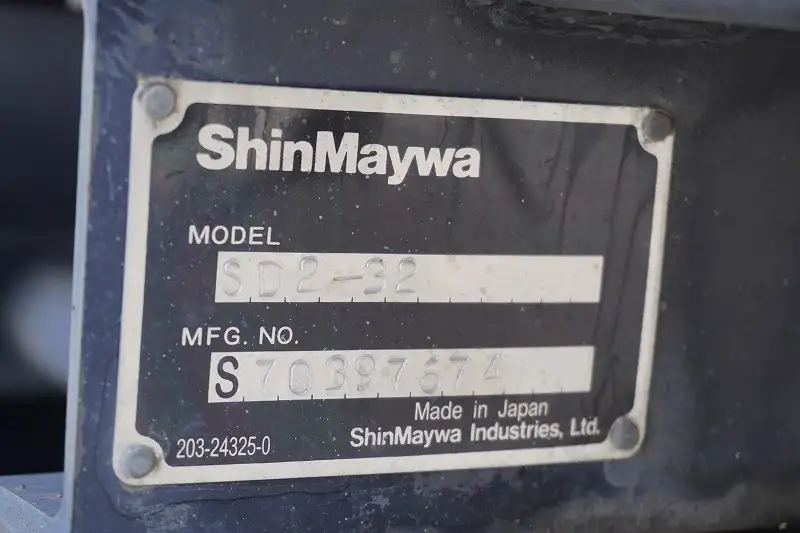 ShinMaywa
MODEL
SD2-32
MFG. NO.
S70397674
Made in Japan
203-24325-0
ShinMaywa Industries, Ltd.